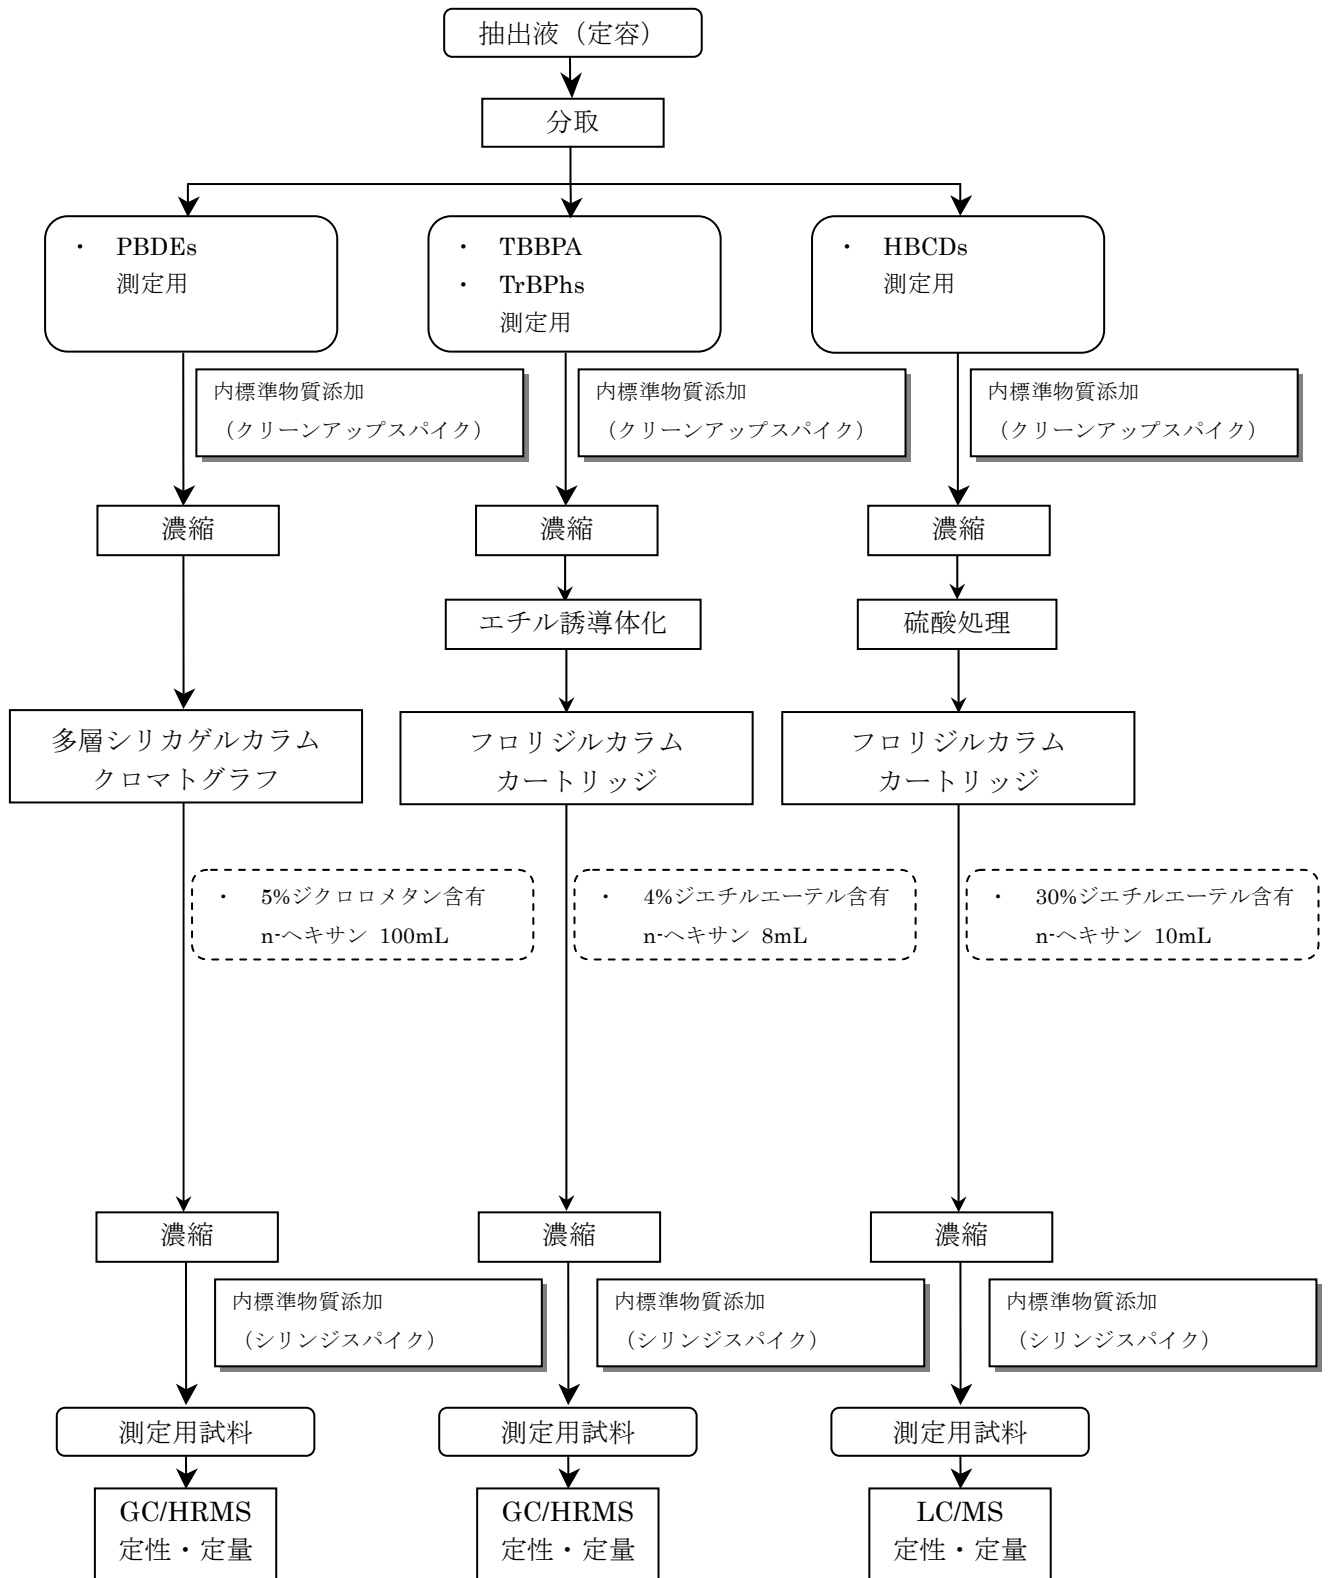 抽出液（定容）
分取
・ PBDEs
測定用
・ TBBPA
・ TrBPhs
測定用
・ HBCDs
測定用
内標準物質添加
（クリーンアップスパイク）
内標準物質添加
（クリーンアップスパイク）
内標準物質添加
（クリーンアップスパイク）
濃縮
濃縮
濃縮
エチル誘導体化
硫酸処理
多層シリカゲルカラム
クロマトグラフ
フロリジルカラム
カートリッジ
フロリジルカラム
カートリッジ
・ 5%ジクロロメタン含有
n-ヘキサン 100mL
・ 4%ジエチルエーテル含有
n-ヘキサン 8mL
・ 30%ジエチルエーテル含有
n-ヘキサン 10mL
濃縮
濃縮
濃縮
内標準物質添加
（シリンジスパイク）
内標準物質添加
（シリンジスパイク）
内標準物質添加
（シリンジスパイク）
測定用試料
測定用試料
測定用試料
GC/HRMS
定性・定量
GC/HRMS
定性・定量
LC/MS
定性・定量